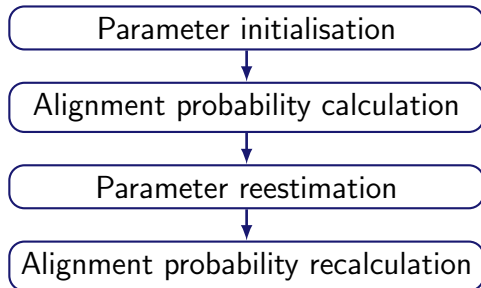 Parameter initialisation
Alignment probability calculation
Parameter reestimation
Alignment probability recalculation